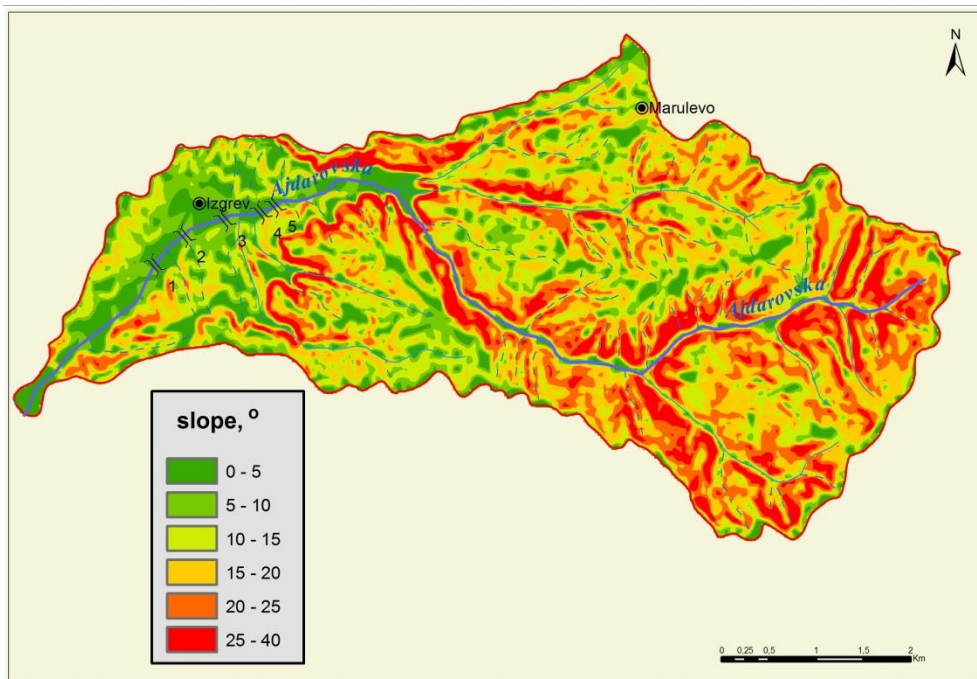 N
Marulevo
Ajdarovska
Izgrev
5
4
3
2
1
Ajdarovska
slope, º
0 - 5
5 - 10
10 - 15
15 - 20
20 - 25
25 - 40
0 0,25 0,5 1 1,5 2
Km